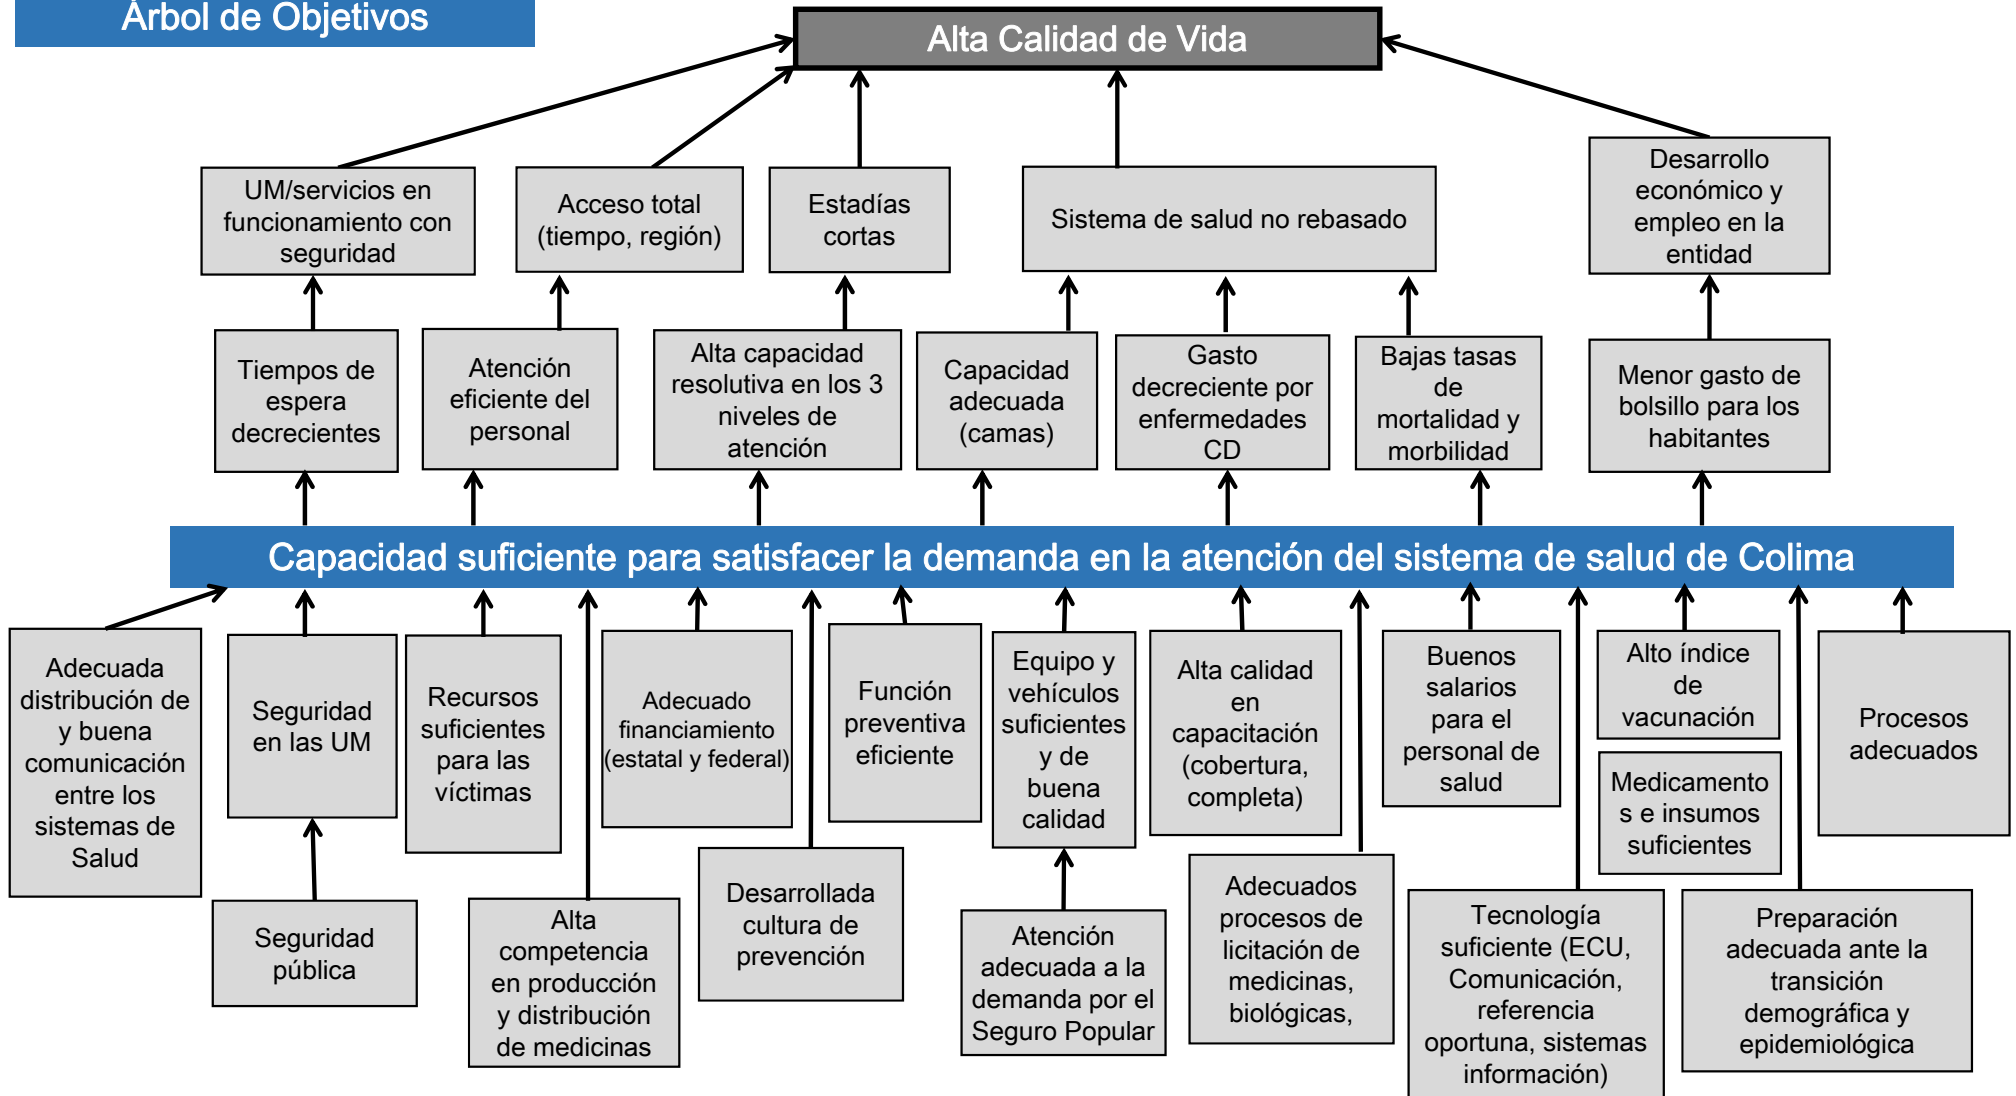 Árbol de Objetivos
Alta Calidad de Vida
UM/servicios en
funcionamiento con
seguridad
Acceso total
(tiempo, región)
Estadías
cortas
Sistema de salud no rebasado
Desarrollo
económico y
empleo en la
entidad
Tiempos de
espera
decrecientes
Atención
eficiente del
personal
Alta capacidad
resolutiva en los 3
niveles de
atención
Capacidad
adecuada
(camas)
Gasto
decreciente por
enfermedades
CD
Bajas tasas
de
mortalidad y
morbilidad
Menor gasto de
bolsillo para los
habitantes
Capacidad suficiente para satisfacer la demanda en la atención del sistema de salud de Colima
Adecuada
distribución de
y buena
comunicación
entre los
sistemas de
Salud
Seguridad
en las UM
Recursos
suficientes
para las
víctimas
Adecuado
financiamiento
(estatal y federal)
Función
preventiva
eficiente
Equipo y
vehículos
suficientes
y de
buena
calidad
Alta calidad
en
capacitación
(cobertura,
completa)
Buenos
salarios
para el
personal de
salud
Alto índice
de
vacunación
Medicamento
s e insumos
suficientes
Procesos
adecuados
Seguridad
pública
Alta
competencia
en producción
y distribución
de medicinas
Desarrollada
cultura de
prevención
Atención
adecuada a la
demanda por el
Seguro Popular
Adecuados
procesos de
licitación de
medicinas,
biológicas,
Tecnología
suficiente (ECU,
Comunicación,
referencia
oportuna, sistemas
información)
Preparación
adecuada ante la
transición
demográfica y
epidemiológica